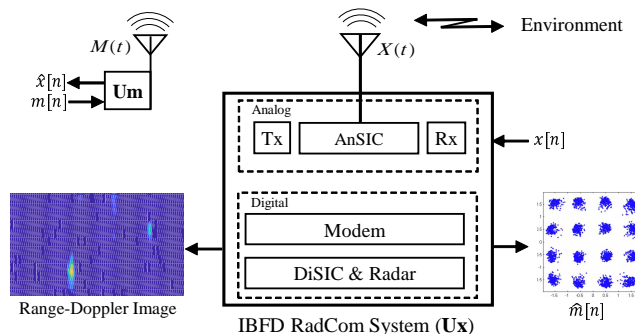 M(t)
X(t)
Environment
x̂[n]
m[n]
Um
Analog
Tx
AnSIC
Rx
x[n]
Digital
Modem
DiSIC & Radar
Range-Doppler Image
IBFD RadCom System (Ux)
m̂[n]